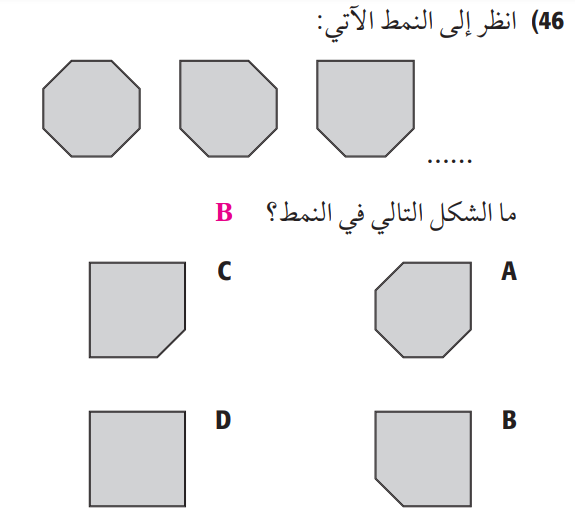 46) انظر إلى النمط الآتي:
......
ما الشكل التالي في النمط؟ B
A
C
B
D